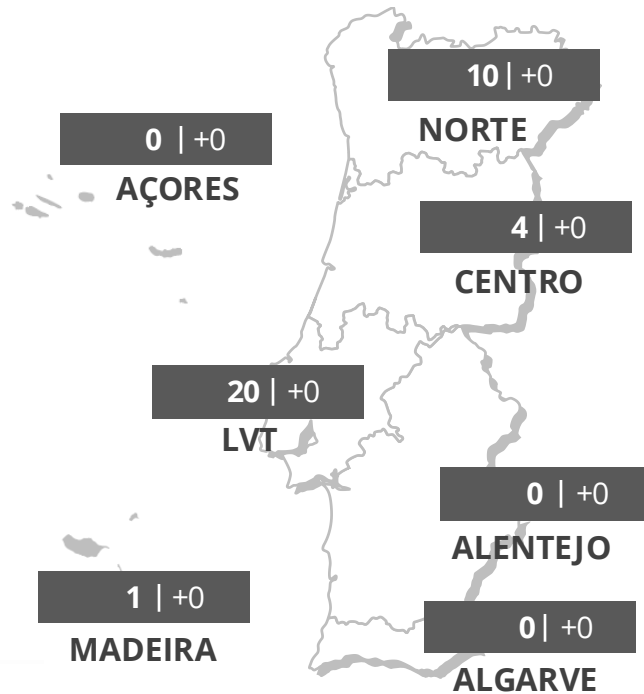 10 | +0
NORTE
0 | +0
AÇORES
4 | +0
CENTRO
20 | +0
LVT
0 | +0
ALENTEJO
1 | +0
MADEIRA
0 | +0
ALGARVE